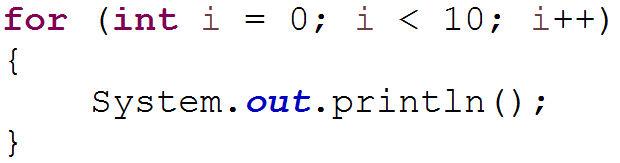 for (int i = 0; i < 10; i++)
{
    System.out.println();
}